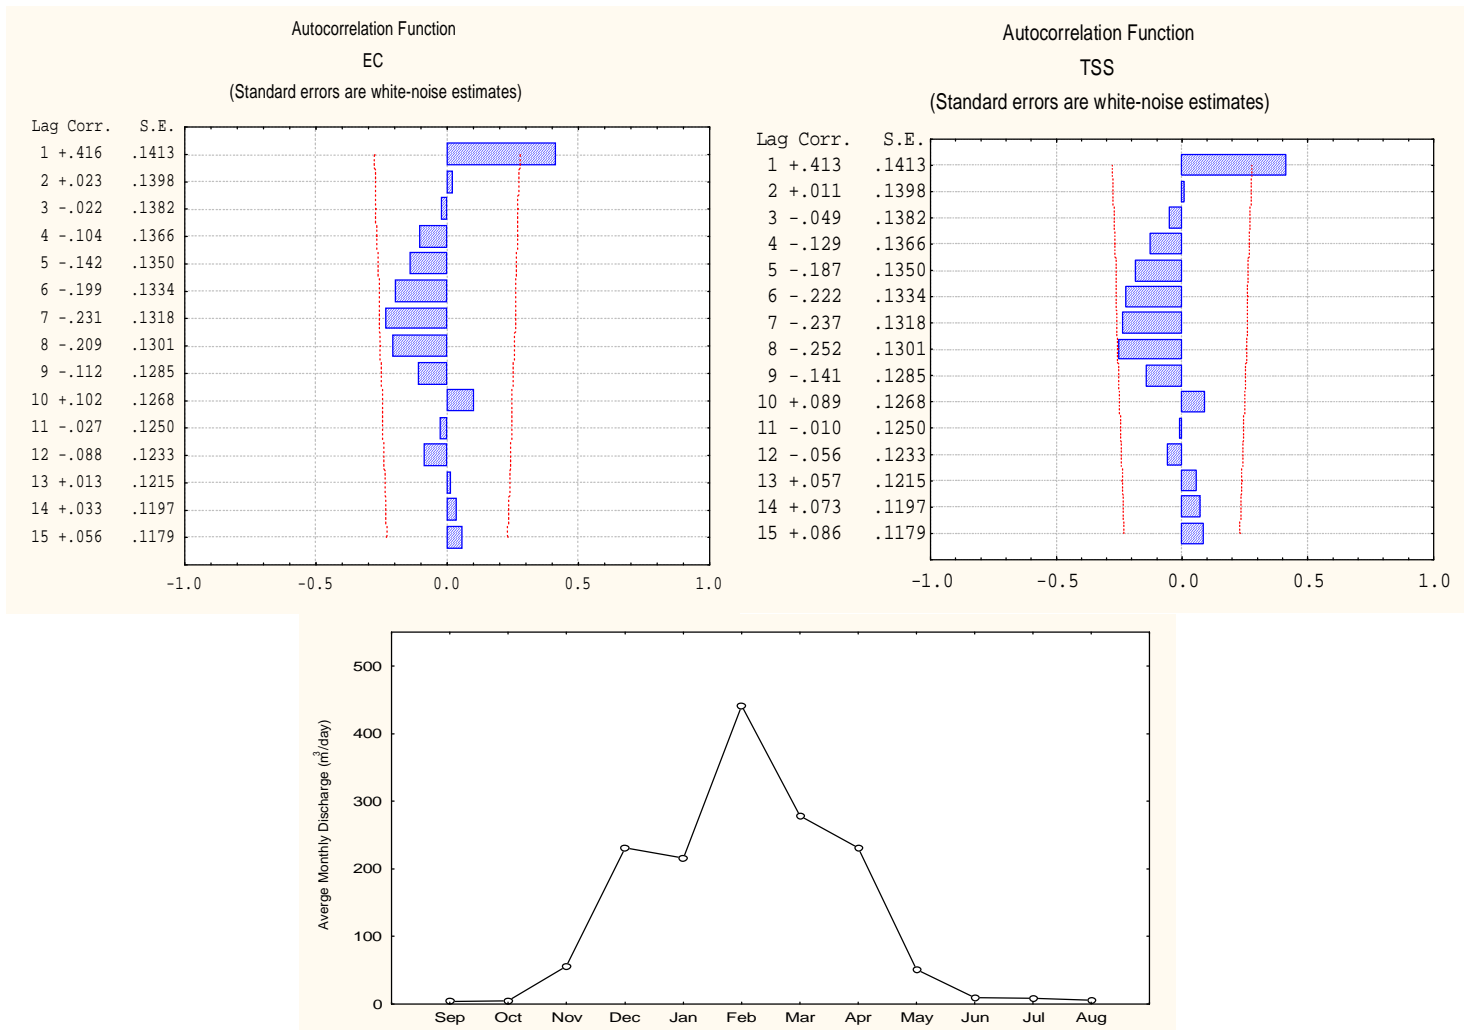 Autocorrelation Function
EC
(Standard errors are white-noise estimates)
Lag Corr. S.E.
1 +.416 .1413
2 +.023 .1398
3 -.022 .1382
4 -.104 .1366
5 -.142 .1350
6 -.199 .1334
7 -.231 .1318
8 -.209 .1301
9 -.112 .1285
10 +.102 .1268
11 -.027 .1250
12 -.088 .1233
13 +.013 .1215
14 +.033 .1197
15 +.056 .1179
-1.0 -0.5 0.0 0.5 1.0
Autocorrelation Function
TSS
(Standard errors are white-noise estimates)
Lag Corr. S.E.
1 +.413 .1413
2 +.011 .1398
3 -.049 .1382
4 -.129 .1366
5 -.187 .1350
6 -.222 .1334
7 -.237 .1318
8 -.252 .1301
9 -.141 .1285
10 +.089 .1268
11 -.010 .1250
12 -.056 .1233
13 +.057 .1215
14 +.073 .1197
15 +.086 .1179
-1.0 -0.5 0.0 0.5 1.0
Averge Monthly Discharge (m³/day)
500
400
300
200
100
0
Sep Oct Nov Dec Jan Feb Mar Apr May Jun Jul Aug